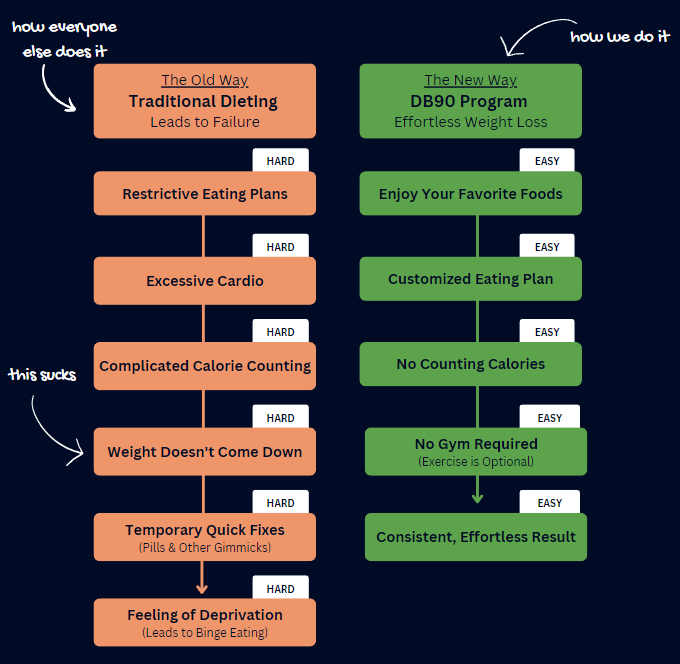 how everyone
else does it
how we do it
The Old Way
Traditional Dieting
Leads to Failure
HARD
Restrictive Eating Plans
HARD
Excessive Cardio
HARD
Complicated Calorie Counting
this sucks
HARD
Weight Doesn't Come Down
HARD
Temporary Quick Fixes
(Pills & Other Gimmicks)
HARD
Feeling of Deprivation
(Leads to Binge Eating)
The New Way
DB90 Program
Effortless Weight Loss
EASY
Enjoy Your Favorite Foods
EASY
Customized Eating Plan
EASY
No Counting Calories
EASY
No Gym Required
(Exercise is Optional)
EASY
Consistent, Effortless Result